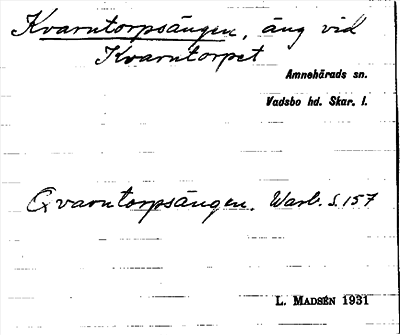 Kvarntorpsängen, äng vid
Kvarntorpet
Amnehärads sn.
Vadsbo hd. Skar. l.
Qvarntorpsängen. Warb. S. 157
L. MADSÉN 1931